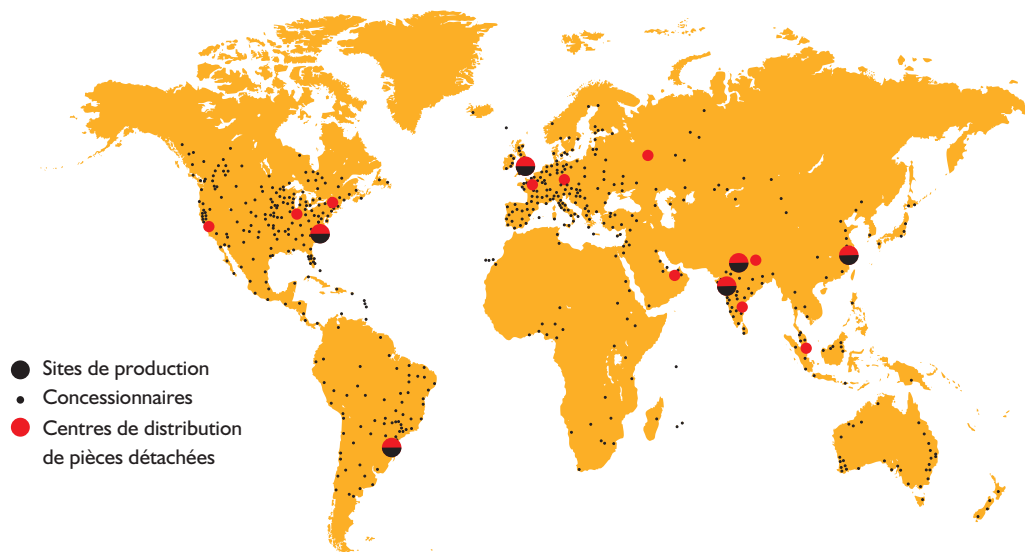 Sites de production
Concessionnaires
Centres de distribution
de pièces détachées